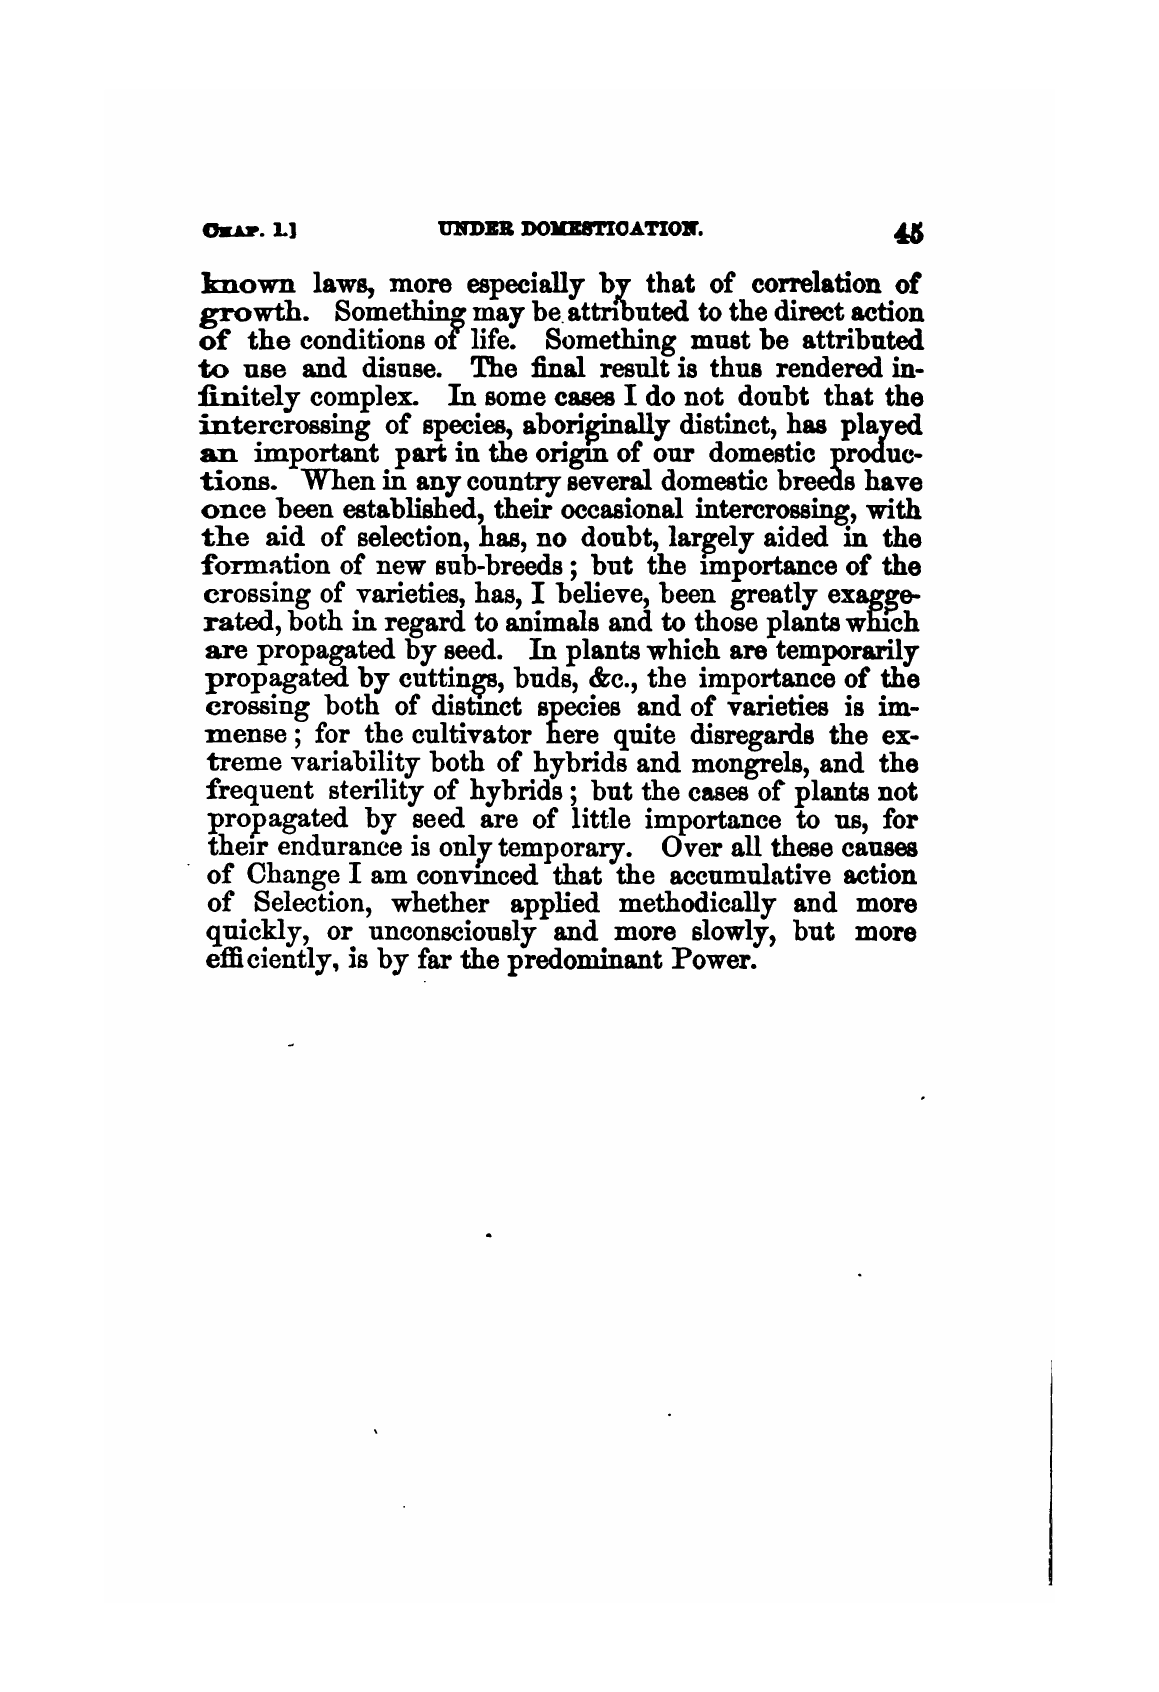 CHAP. I.] UNDER DOMESTICATION. 45
known laws, more especially by that of correlation of
growth. Something may be attributed to the direct action
of the conditions of life. Something must be attributed
to use and disuse. The final result is thus rendered in-
finitely complex. In some cases I do not doubt that the
intercrossing of species, aboriginally distinct, has played
an important part in the origin of our domestic produc-
tions. When in any country several domestic breeds have
once been established, their occasional intercrossing, with
the aid of selection, has, no doubt, largely aided in the
formation of new sub-breeds; but the importance of the
crossing of varieties, has, I believe, been greatly exagge-
rated, both in regard to animals and to those plants which
are propagated by seed. In plants which are temporarily
propagated by cuttings, buds, &c., the importance of the
crossing both of distinct species and of varieties is im-
mense; for the cultivator here quite disregards the ex-
treme variability both of hybrids and mongrels, and the
frequent sterility of hybrids; but the cases of plants not
propagated by seed are of little importance to us, for
their endurance is only temporary. Over all these causes
of Change I am convinced that the accumulative action
of Selection, whether applied methodically and more
quickly, or unconsciously and more slowly, but more
efficiently, is by far the predominant Power.